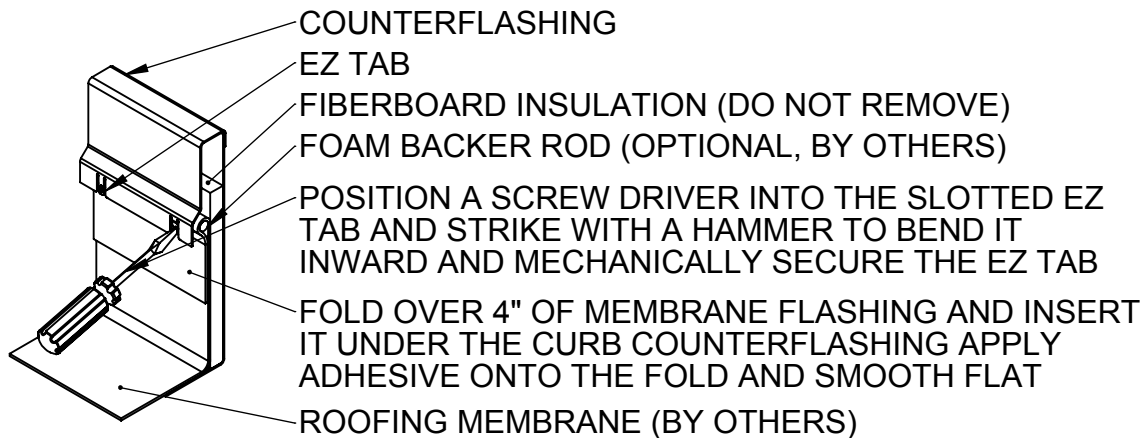 COUNTERFLASHING
EZ TAB
FIBERBOARD INSULATION (DO NOT REMOVE)
FOAM BACKER ROD (OPTIONAL, BY OTHERS)
POSITION A SCREW DRIVER INTO THE SLOTTED EZ
TAB AND STRIKE WITH A HAMMER TO BEND IT
INWARD AND MECHANICALLY SECURE THE EZ TAB
FOLD OVER 4" OF MEMBRANE FLASHING AND INSERT
IT UNDER THE CURB COUNTERFLASHING APPLY
ADHESIVE ONTO THE FOLD AND SMOOTH FLAT
ROOFING MEMBRANE (BY OTHERS)